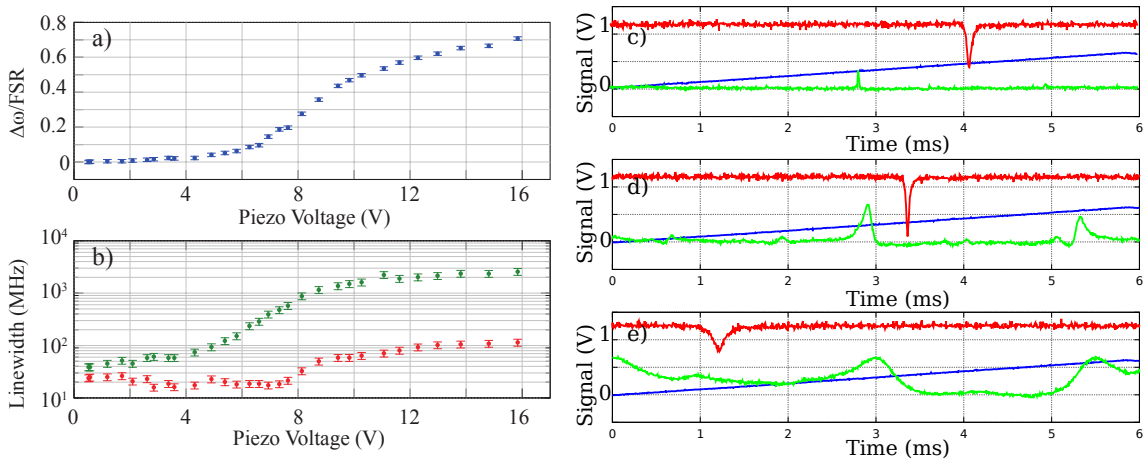 a)
Δω/FSR
0.8
0.6
0.4
0.2
0
0 4 8 12 16
Piezo Voltage (V)
b)
Linewidth (MHz)
10⁴
10³
10²
10¹
0 4 8 12 16
Piezo Voltage (V)
c)
Signal (V)
1
0
0 1 2 3 4 5 6
Time (ms)
d)
Signal (V)
1
0
0 1 2 3 4 5 6
Time (ms)
e)
Signal (V)
1
0
0 1 2 3 4 5 6
Time (ms)